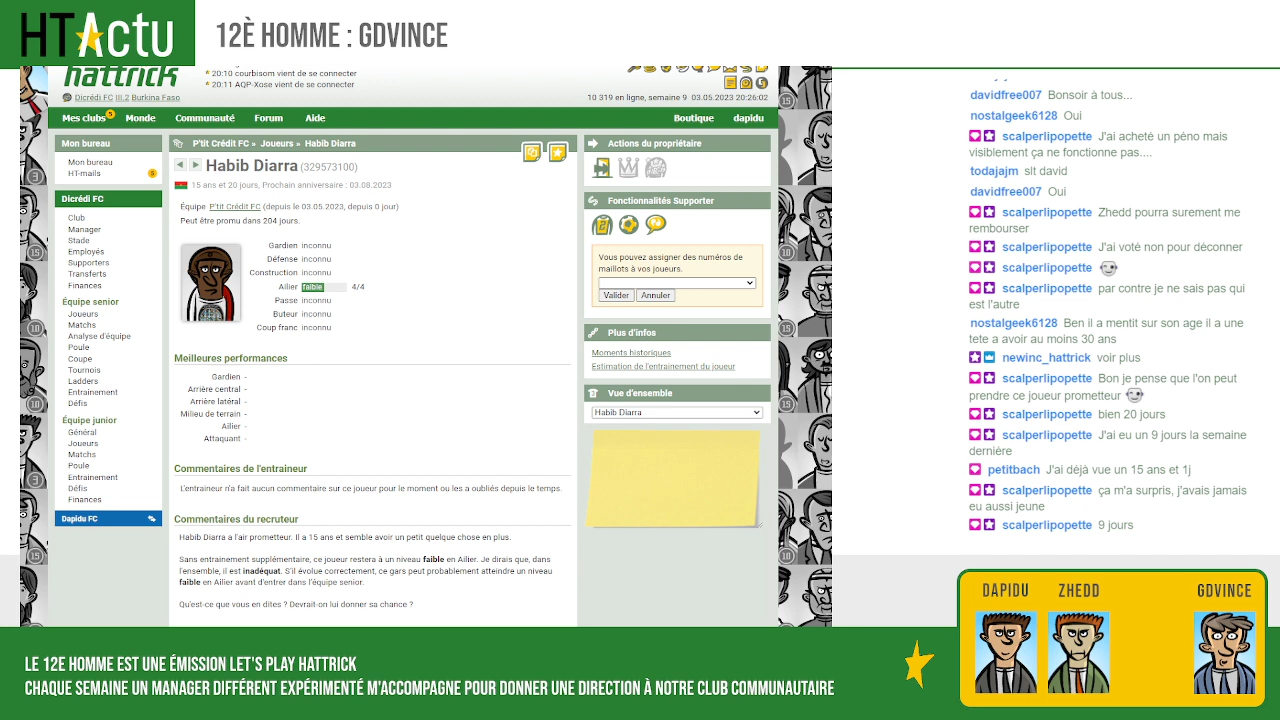 HTActu
12È HOMME : GDVINCE
hattrick
20:10 courbisom vient de se connecter
20:11 AQP-Xose vient de se connecter
Dicrédi FC III.2 Burkina Faso
10 319 en ligne, semaine 9 03.05.2023 20:26:02
Mes clubs 5 Monde Communauté Forum Aide Boutique dapidu
Mon bureau
Mon bureau
HT-mails 5
Dicrédi FC
Club
Manager
Stade
Employés
Supporters
Transferts
Finances
Équipe senior
Joueurs
Matchs
Analyse d'équipe
Poule
Coupe
Tournois
Ladders
Entrainement
Défis
Équipe junior
Général
Joueurs
Matchs
Poule
Entrainement
Défis
Finances
Dapidu FC
P'tit Crédit FC » Joueurs » Habib Diarra
Habib Diarra (329573100)
15 ans et 20 jours, Prochain anniversaire : 03.08.2023
Équipe P'tit Crédit FC (depuis le 03.05.2023, depuis 0 jour)
Peut être promu dans 204 jours.
Gardien inconnu
Défense inconnu
Construction inconnu
Ailier faible 4/4
Passe inconnu
Buteur inconnu
Coup franc inconnu
Meilleures performances
Gardien -
Arrière central -
Arrière latéral -
Milieu de terrain -
Ailier -
Attaquant -
Commentaires de l'entraineur
L'entraineur n'a fait aucun commentaire sur ce joueur pour le moment ou les a oubliés depuis le temps.
Commentaires du recruteur
Habib Diarra a l'air prometteur. Il a 15 ans et semble avoir un petit quelque chose en plus.
Sans entrainement supplémentaire, ce joueur restera à un niveau faible en Ailier. Je dirais que, dans
l'ensemble, il est inadéquat. S'il évolue correctement, ce gars peut probablement atteindre un niveau
faible en Ailier avant d'entrer dans l'équipe senior.
Qu'est-ce que vous en dites ? Devrait-on lui donner sa chance ?
Actions du propriétaire
Fonctionnalités Supporter
Vous pouvez assigner des numéros de
maillots à vos joueurs.
Valider Annuler
Plus d'infos
Moments historiques
Estimation de l'entrainement du joueur
Vue d'ensemble
Habib Diarra
davidfree007 Bonsoir à tous...
nostalgeek6128 Oui
scalperlipopette J'ai acheté un péno mais
visiblement ça ne fonctionne pas....
todajajm slt david
davidfree007 Oui
scalperlipopette Zhedd pourra surement me
rembourser
scalperlipopette J'ai voté non pour déconner
scalperlipopette
scalperlipopette par contre je ne sais pas qui
est l'autre
nostalgeek6128 Ben il a mentit sur son age il a une
tete a avoir au moins 30 ans
newinc_hattrick voir plus
scalperlipopette Bon je pense que l'on peut
prendre ce joueur prometteur
scalperlipopette bien 20 jours
scalperlipopette J'ai eu un 9 jours la semaine
dernière
petitbach J'ai déjà vue un 15 ans et 1j
scalperlipopette ça m'a surpris, j'avais jamais
eu aussi jeune
scalperlipopette 9 jours
DAPIDU ZHEDD GDVINCE
LE 12E HOMME EST UNE ÉMISSION LET'S PLAY HATTRICK
CHAQUE SEMAINE UN MANAGER DIFFÉRENT EXPÉRIMENTÉ M'ACCOMPAGNE POUR DONNER UNE DIRECTION À NOTRE CLUB COMMUNAUTAIRE